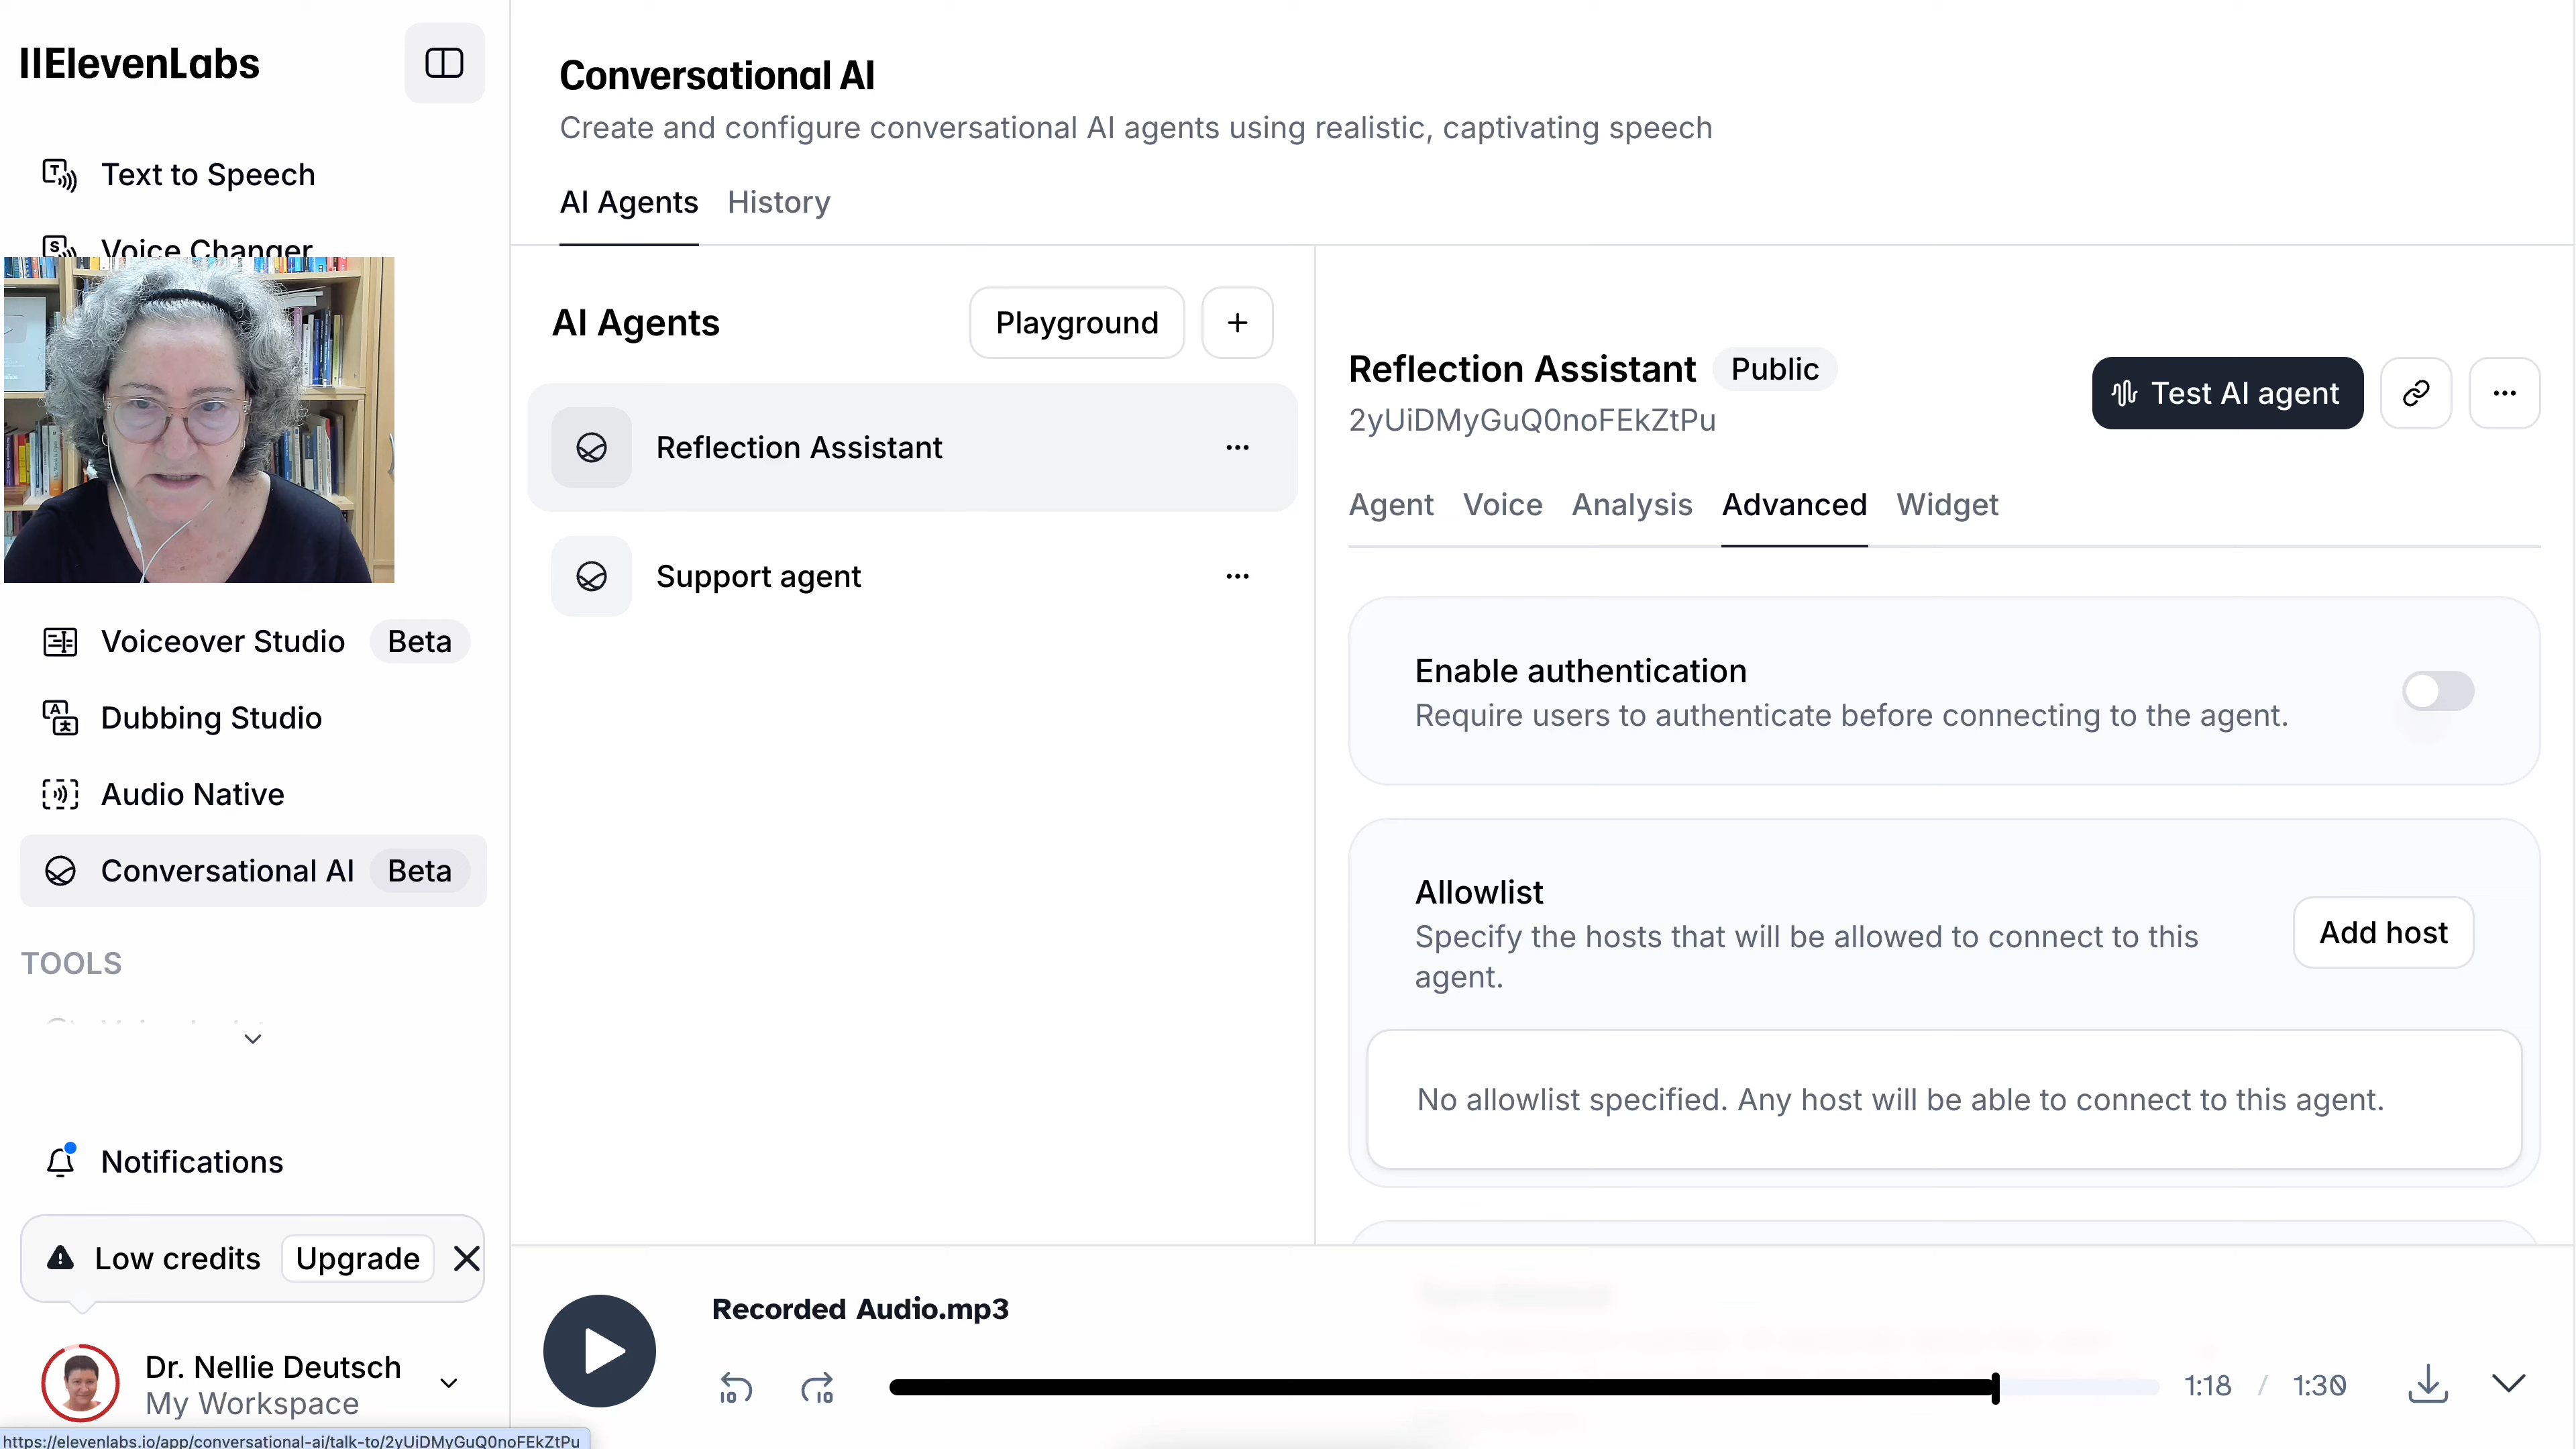 IIElevenLabs
Text to Speech
Voice Changer
Voiceover Studio Beta
Dubbing Studio
Audio Native
Conversational AI Beta
TOOLS
Notifications
Low credits Upgrade
Dr. Nellie Deutsch
My Workspace
https://elevenlabs.io/app/conversational-ai/talk-to/2yUiDMyGuQ0noFEkZtPu
Conversational AI
Create and configure conversational AI agents using realistic, captivating speech
AI Agents History
AI Agents Playground +
Reflection Assistant
Support agent
Reflection Assistant Public
2yUiDMyGuQ0noFEkZtPu
Test AI agent
Agent Voice Analysis Advanced Widget
Enable authentication
Require users to authenticate before connecting to the agent.
Allowlist
Specify the hosts that will be allowed to connect to this
agent.
Add host
No allowlist specified. Any host will be able to connect to this agent.
Recorded Audio.mp3
10 10
1:18 / 1:30